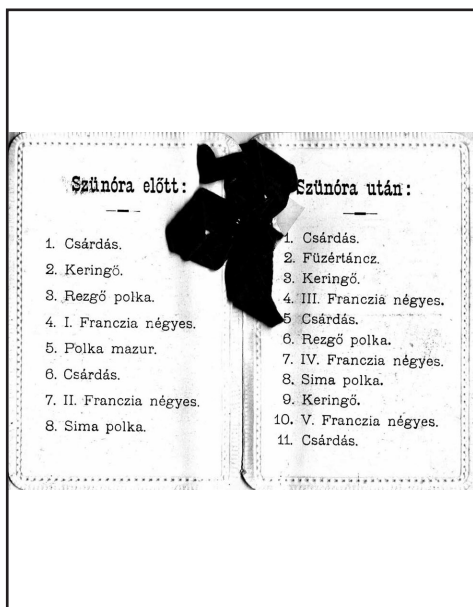 Szünóra előtt:
1. Csárdás.
2. Keringő.
3. Rezgő polka.
4. I. Franczia négyes.
5. Polka mazur.
6. Csárdás.
7. II. Franczia négyes.
8. Sima polka.
Szünóra után:
1. Csárdás.
2. Füzértáncz.
3. Keringő.
4. III. Franczia négyes.
5 Csárdás.
6. Rezgő polka.
7. IV. Franczia négyes.
8. Sima polka.
9. Keringő.
10. V. Franczia négyes.
11. Csárdás.